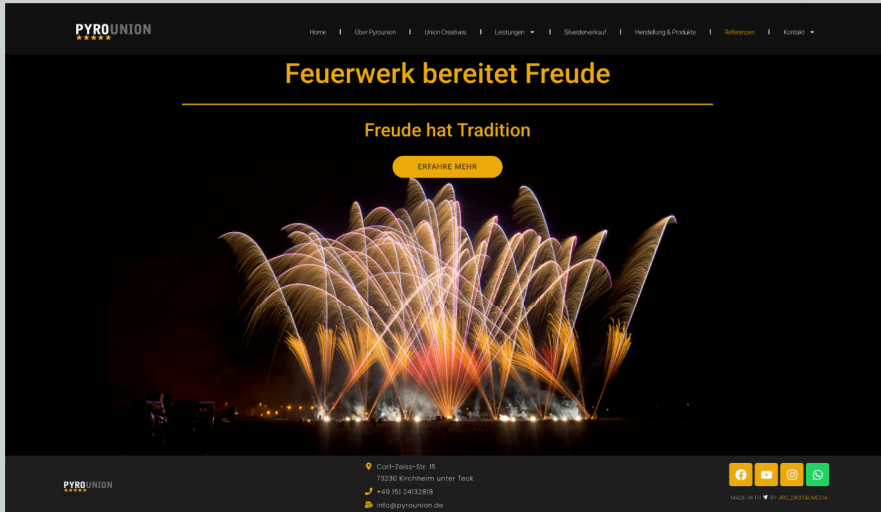 PYROUNION
Home
Über Pyrounion
Union Creatives
Leistungen
Silvesterverkauf
Herstellung & Produkte
Referenzen
Kontakt
Feuerwerk bereitet Freude
Freude hat Tradition
ERFAHRE MEHR
PYROUNION
Carl-Zeiss-Str. 15
73230 Kirchheim unter Teck
+49 151 24132818
info@pyrounion.de
MADE WITH BY JRG_DIGITALMEDIA